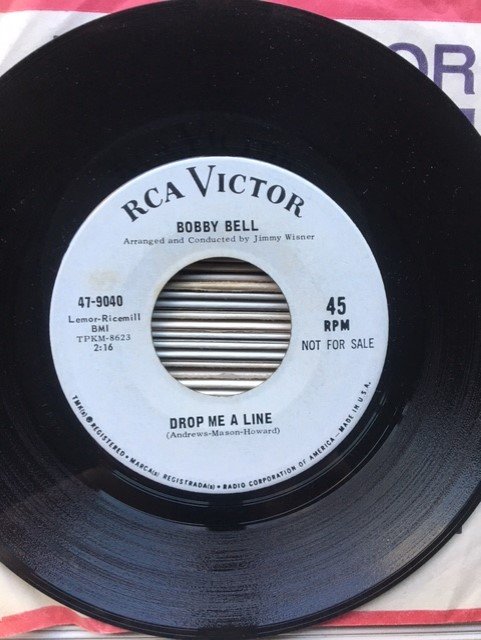 OR
RCA VICTOR
BOBBY BELL
Arranged and Conducted by Jimmy Wisner
47-9040
Lemor-Ricemill
BMI
TPKM-8623
2:16
45
RPM
NOT FOR SALE
DROP ME A LINE
(Andrews-Mason-Howard)
TMK(s) ® REGISTERED • MARCA(s) REGISTRADA(s) • RADIO CORPORATION OF AMERICA—MADE IN U.S.A.